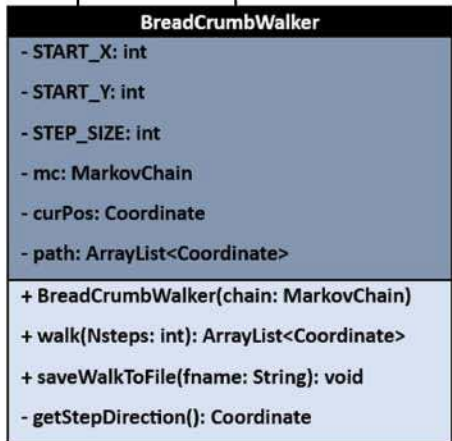 BreadCrumbWalker
- START_X: int
- START_Y: int
- STEP_SIZE: int
- mc: MarkovChain
- curPos: Coordinate
- path: ArrayList<Coordinate>
+ BreadCrumbWalker(chain: MarkovChain)
+ walk(Nsteps: int): ArrayList<Coordinate>
+ saveWalkToFile(fname: String): void
- getStepDirection(): Coordinate